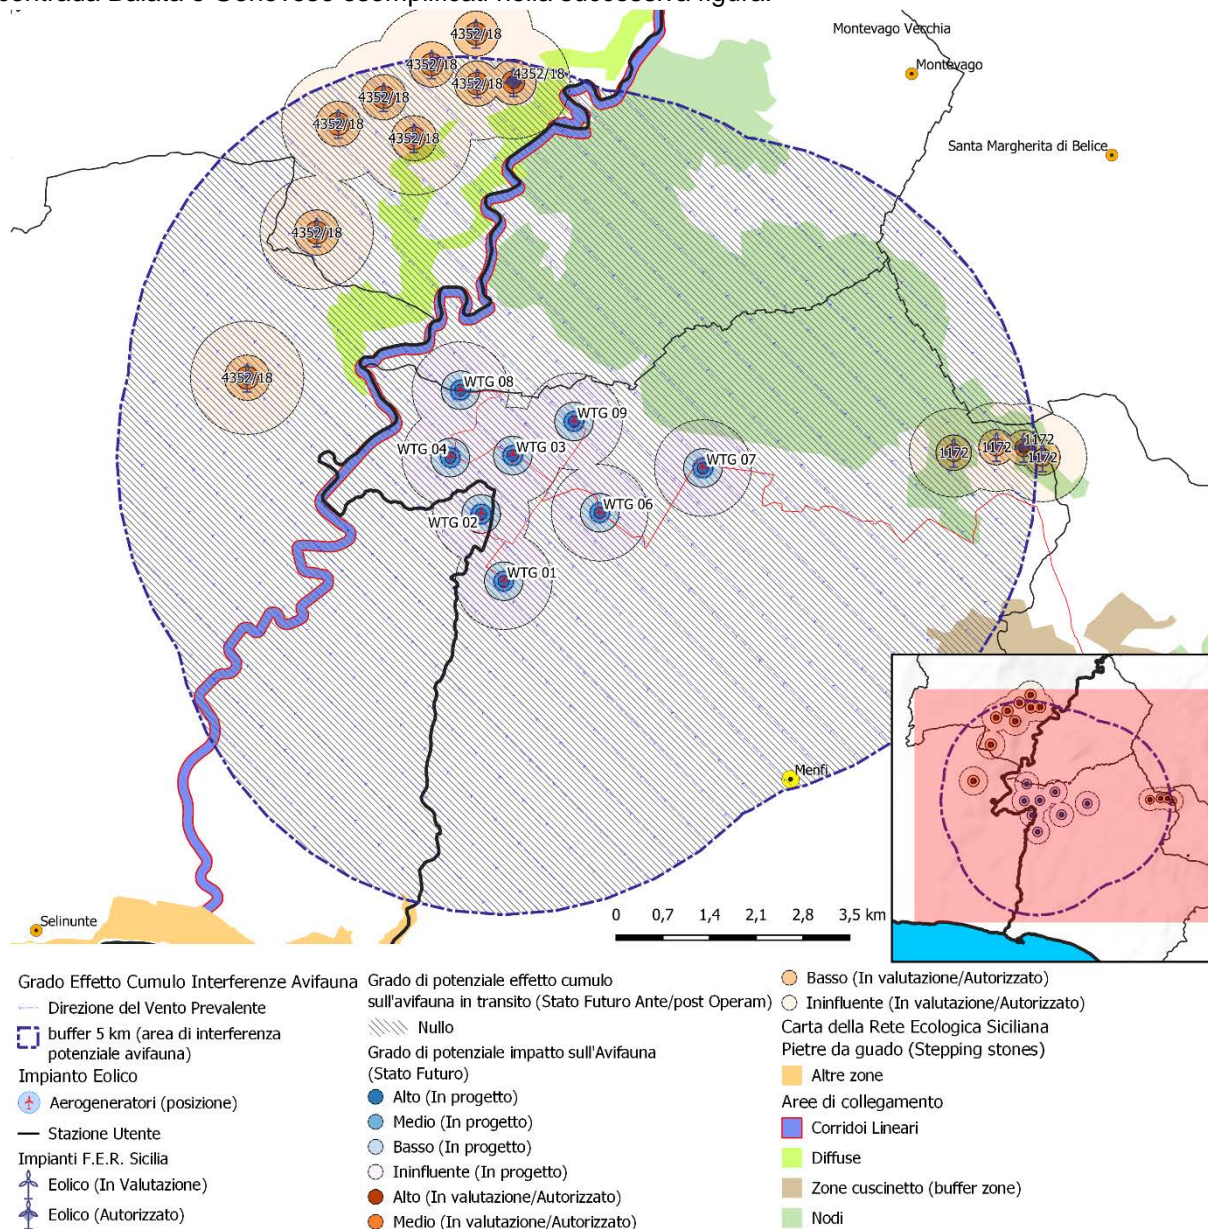 contrada Balata e Genovese esemplificati nella successiva figura.
Montevago Vecchia
Montevago
Santa Margherita di Belice
4352/18
4352/18
4352/18
4352/18
4352/18
4352/18
4352/18
4352/18
4352/18
WTG 08
WTG 09
WTG 04
WTG 03
WTG 07
WTG 02
WTG 06
WTG 01
1172
1172
1172
1172
Menfi
Selinunte
0 0,7 1,4 2,1 2,8 3,5 km
Grado Effetto Cumulo Interferenze Avifauna
Direzione del Vento Prevalente
buffer 5 km (area di interferenza
potenziale avifauna)
Impianto Eolico
Aerogeneratori (posizione)
Stazione Utente
Impianti F.E.R. Sicilia
Eolico (In Valutazione)
Eolico (Autorizzato)
Grado di potenziale effetto cumulo
sull'avifauna in transito (Stato Futuro Ante/post Operam)
Nullo
Grado di potenziale impatto sull'Avifauna
(Stato Futuro)
Alto (In progetto)
Medio (In progetto)
Basso (In progetto)
Ininfluente (In progetto)
Alto (In valutazione/Autorizzato)
Medio (In valutazione/Autorizzato)
Basso (In valutazione/Autorizzato)
Ininfluente (In valutazione/Autorizzato)
Carta della Rete Ecologica Siciliana
Pietre da guado (Stepping stones)
Altre zone
Aree di collegamento
Corridoi Lineari
Diffuse
Zone cuscinetto (buffer zone)
Nodi